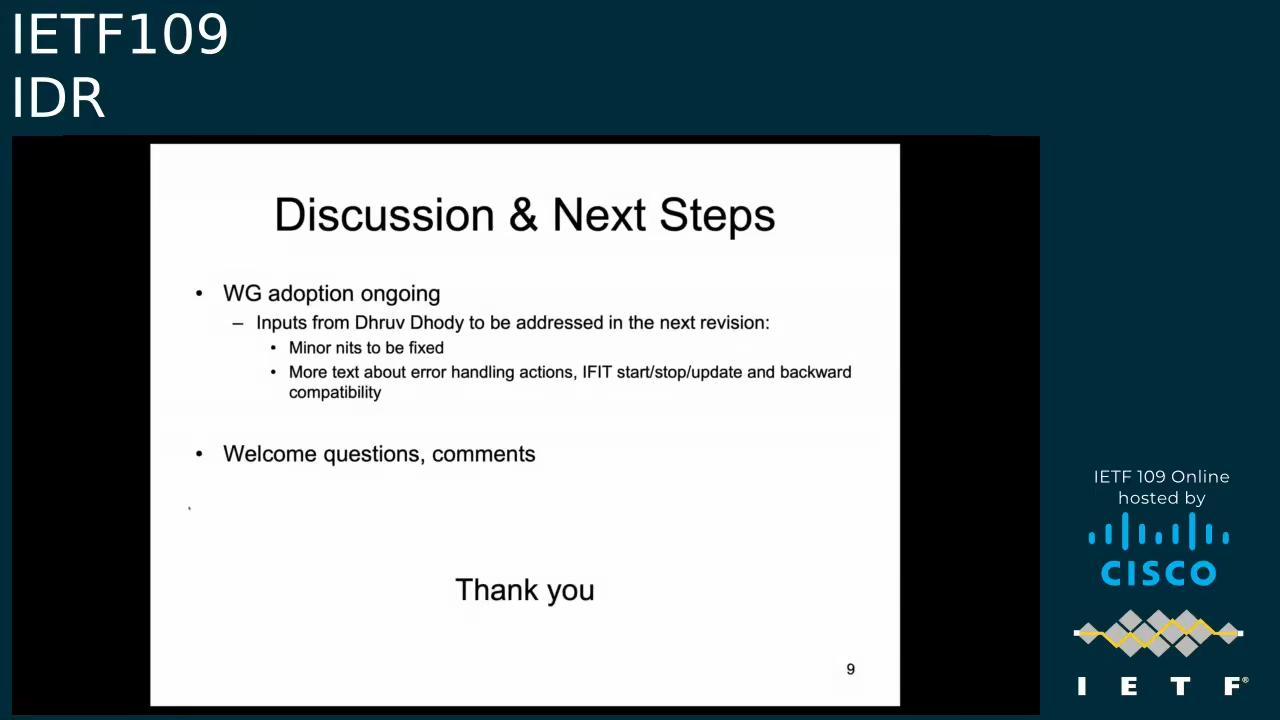 IETF109
IDR
Discussion & Next Steps
• WG adoption ongoing
– Inputs from Dhruv Dhody to be addressed in the next revision:
• Minor nits to be fixed
• More text about error handling actions, IFIT start/stop/update and backward
compatibility
• Welcome questions, comments
Thank you
9
IETF 109 Online
hosted by
CISCO
I E T F®